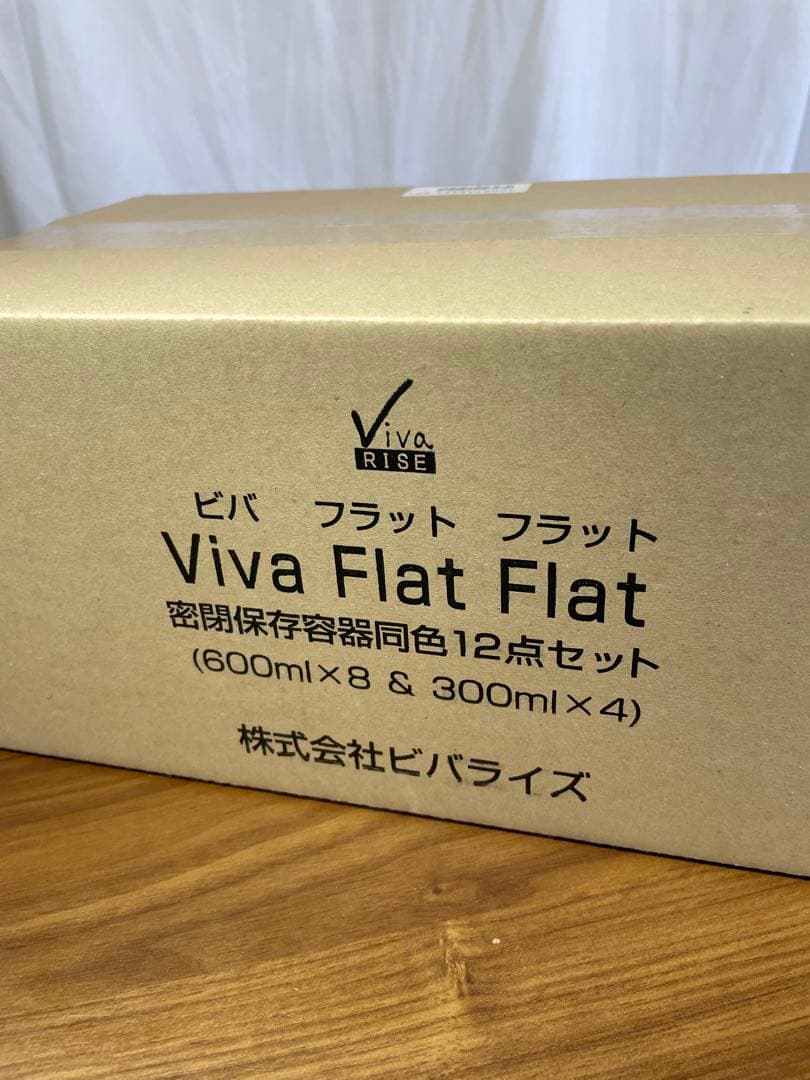 Viva
RISE
ビバ フラット フラット
Viva Flat Flat
密閉保存容器同色12点セット
(600ml×8 & 300ml×4)
株式会社ビバライズ